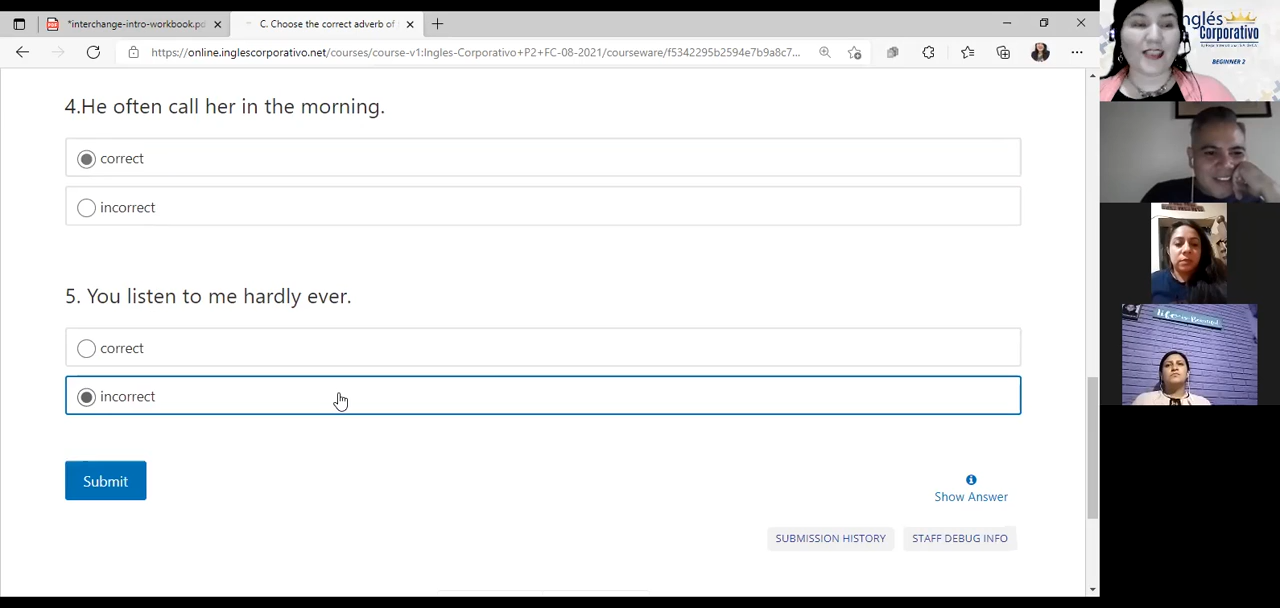 *interchange-intro-workbook.pd
C. Choose the correct adverb of
https://online.inglescorporativo.net/courses/course-v1:Ingles-Corporativo+P2+FC-08-2021/courseware/f5342295b2594e7b9a8c7...
4.He often call her in the morning.
correct
incorrect
5. You listen to me hardly ever.
correct
incorrect
Submit
Show Answer
SUBMISSION HISTORY
STAFF DEBUG INFO
Inglés
Corporativo
BEGINNER 2